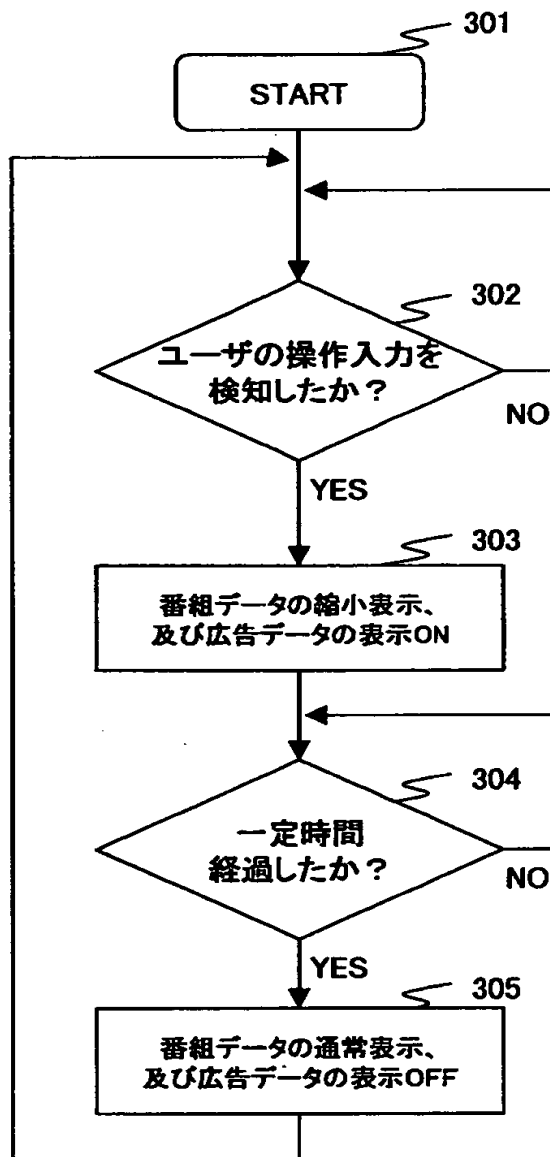 301
START
302
ユーザの操作入力を
検知したか?
NO
YES
303
番組データの縮小表示、
及び広告データの表示ON
304
一定時間
経過したか?
NO
YES
305
番組データの通常表示、
及び広告データの表示OFF